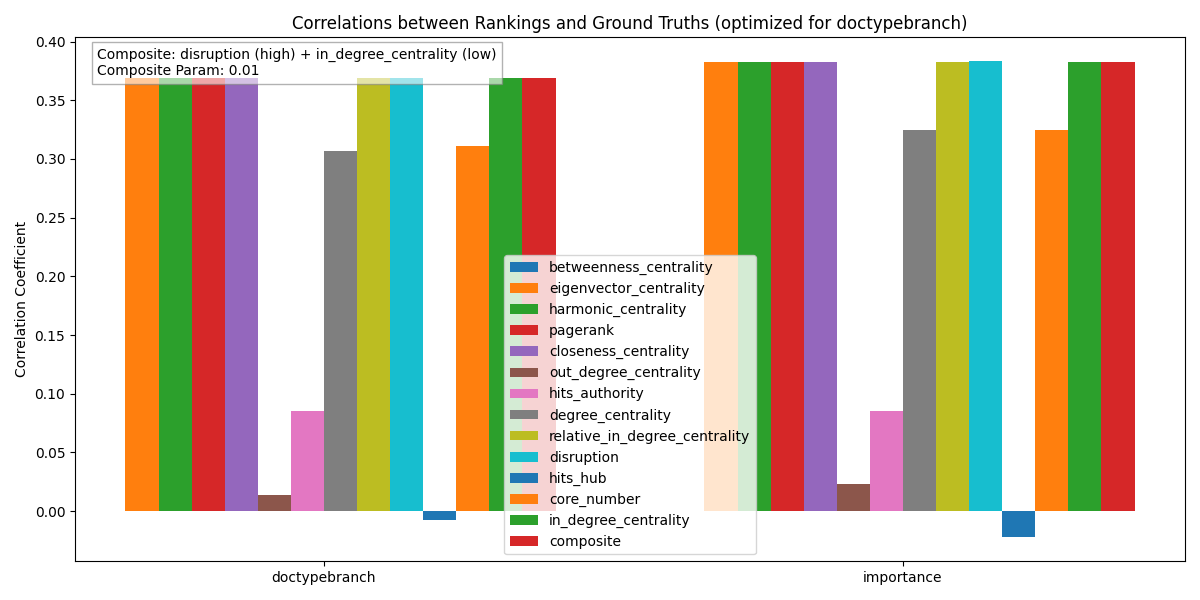 Correlations between Rankings and Ground Truths (optimized for doctypebranch)
Composite: disruption (high) + in_degree_centrality (low)
Composite Param: 0.01
Correlation Coefficient
0.40
0.35
0.30
0.25
0.20
0.15
0.10
0.05
0.00
betweenness_centrality
eigenvector_centrality
harmonic_centrality
pagerank
closeness_centrality
out_degree_centrality
hits_authority
degree_centrality
relative_in_degree_centrality
disruption
hits_hub
core_number
in_degree_centrality
composite
doctypebranch
importance